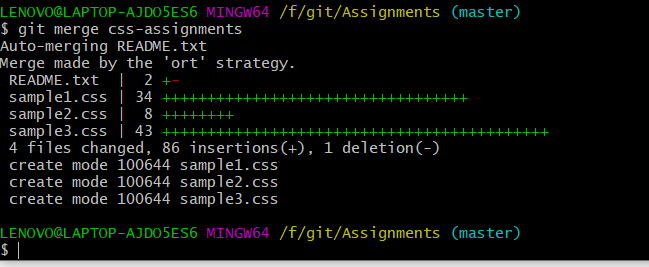 LENOVO@LAPTOP-AJDO5ES6 MINGW64 /f/git/Assignments (master)
$ git merge css-assignments
Auto-merging README.txt
Merge made by the 'ort' strategy.
 README.txt  |  2 +-
 sample1.css | 34 ++++++++++++++++++++++++++++++++++
 sample2.css |  8 ++++++++
 sample3.css | 43 +++++++++++++++++++++++++++++++++++++++++++
 4 files changed, 86 insertions(+), 1 deletion(-)
 create mode 100644 sample1.css
 create mode 100644 sample2.css
 create mode 100644 sample3.css
LENOVO@LAPTOP-AJDO5ES6 MINGW64 /f/git/Assignments (master)
$